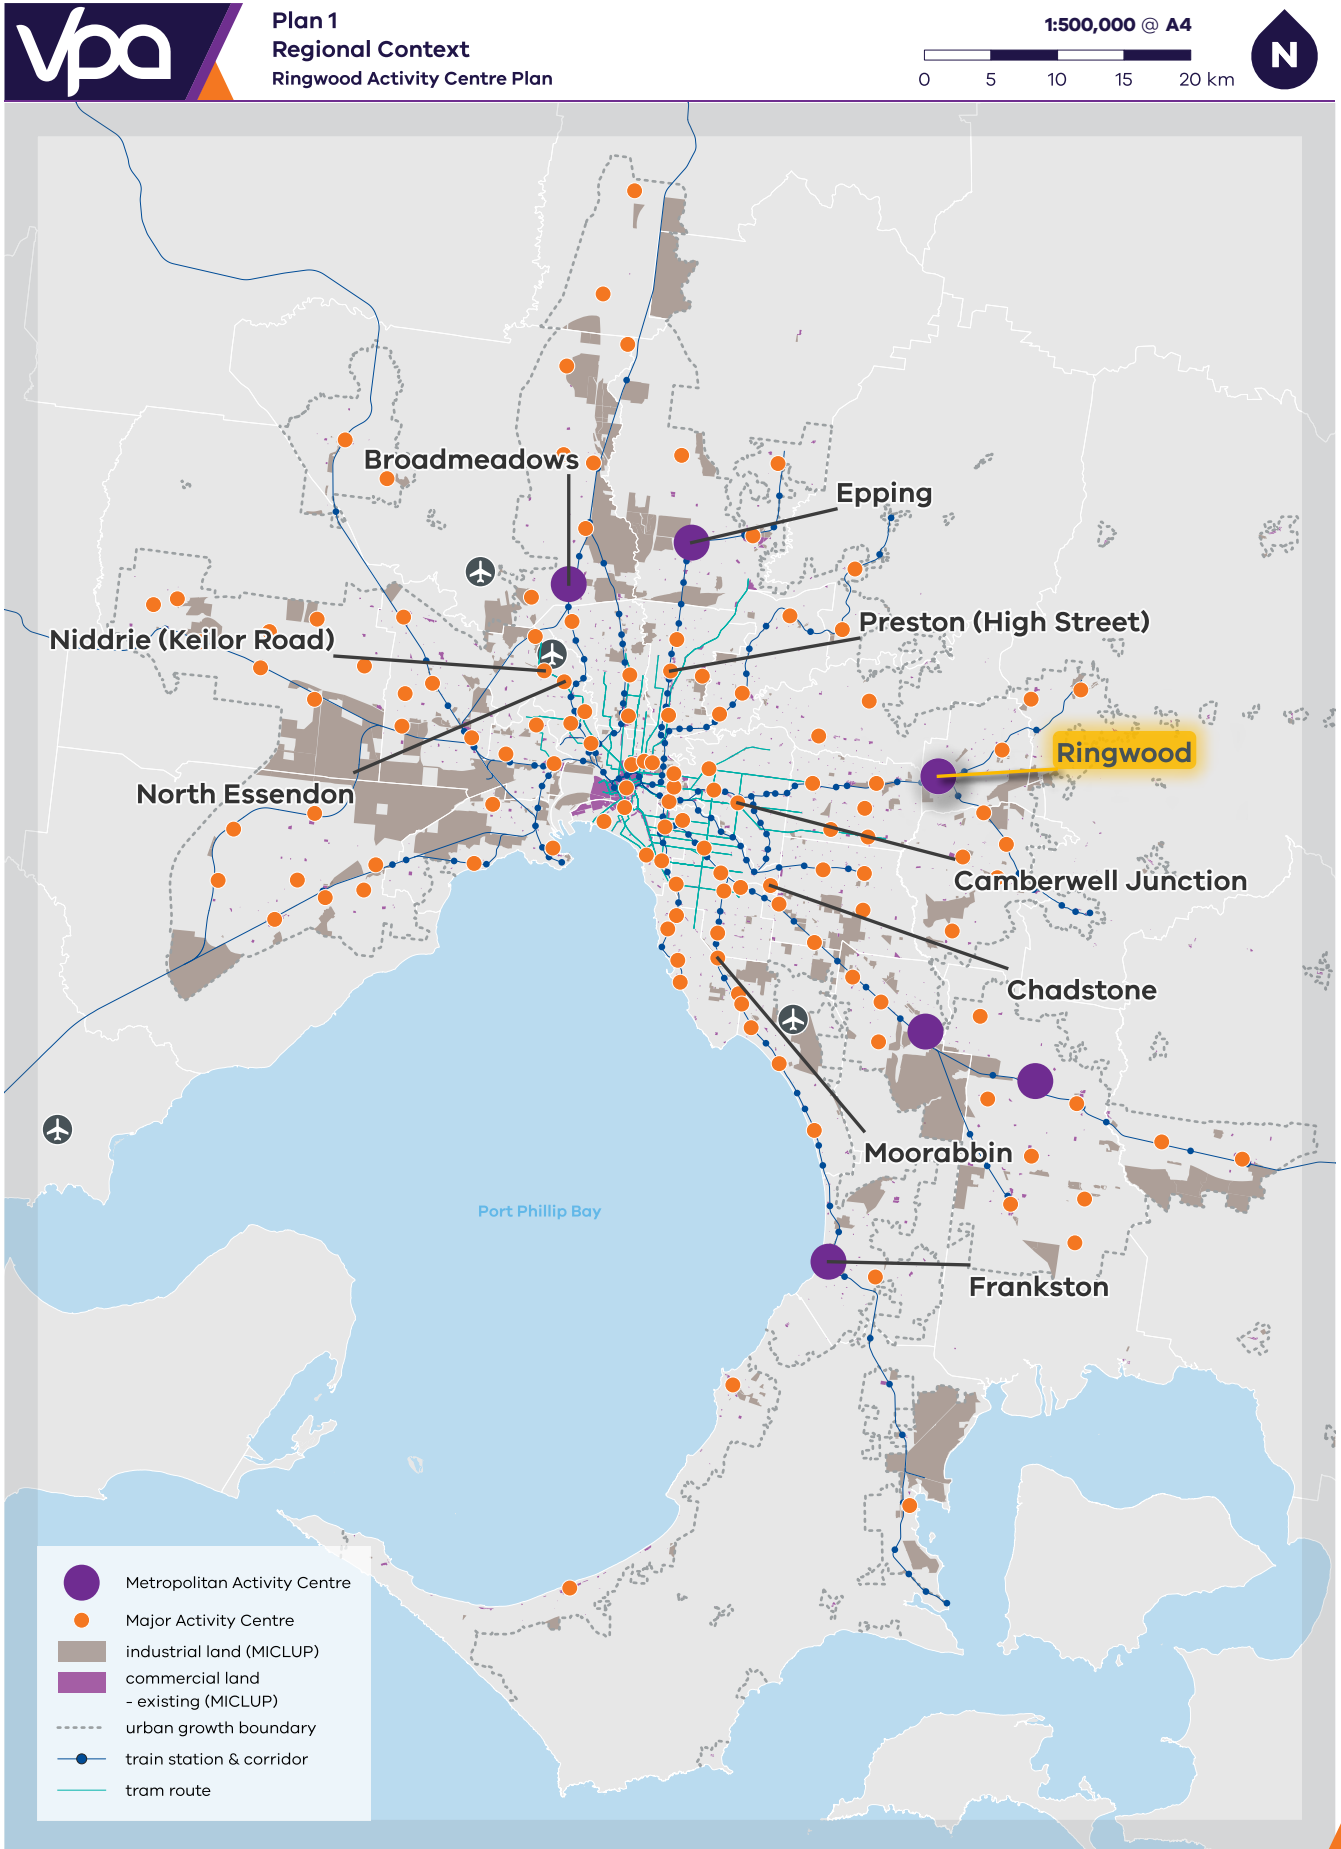 vpa
Plan 1
Regional Context
Ringwood Activity Centre Plan
1:500,000 @ A4
0 5 10 15 20 km
N
Broadmeadows
Epping
Preston (High Street)
Niddrie (Keilor Road)
Ringwood
North Essendon
Camberwell Junction
Chadstone
Moorabbin
Port Phillip Bay
Frankston
Metropolitan Activity Centre
Major Activity Centre
industrial land (MICLUP)
commercial land
- existing (MICLUP)
urban growth boundary
train station & corridor
tram route